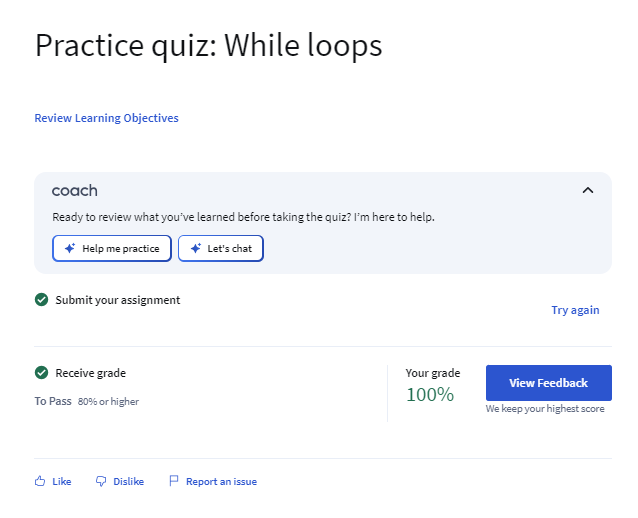 Practice quiz: While loops
Review Learning Objectives
coach
Ready to review what you've learned before taking the quiz? I'm here to help.
Help me practice
Let's chat
Submit your assignment
Try again
Receive grade
To Pass 80% or higher
Your grade
100%
View Feedback
We keep your highest score
Like
Dislike
Report an issue